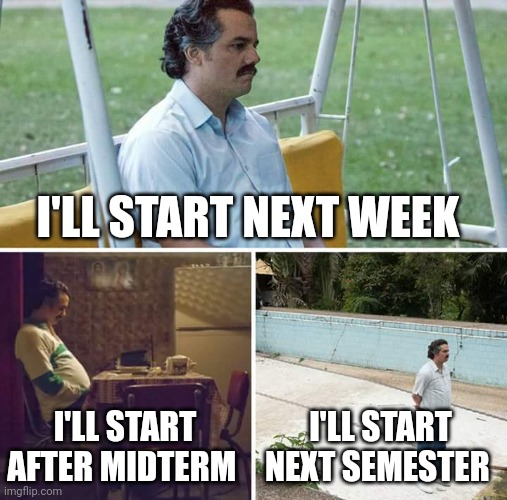 I'LL START NEXT WEEK
I'LL START
AFTER MIDTERM
I'LL START
NEXT SEMESTER
imgflip.com